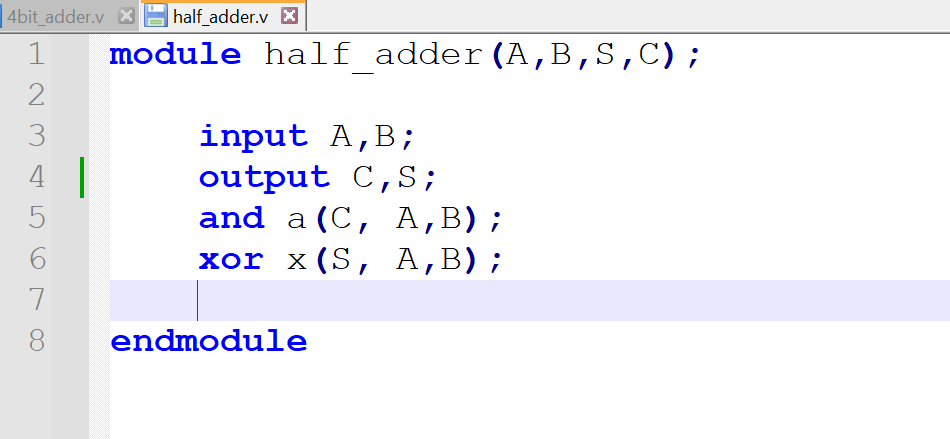 4bit_adder.v half_adder.v
1 module half_adder(A,B,S,C);
2
3 input A,B;
4 output C,S;
5 and a(C, A,B);
6 xor x(S, A,B);
7
8 endmodule